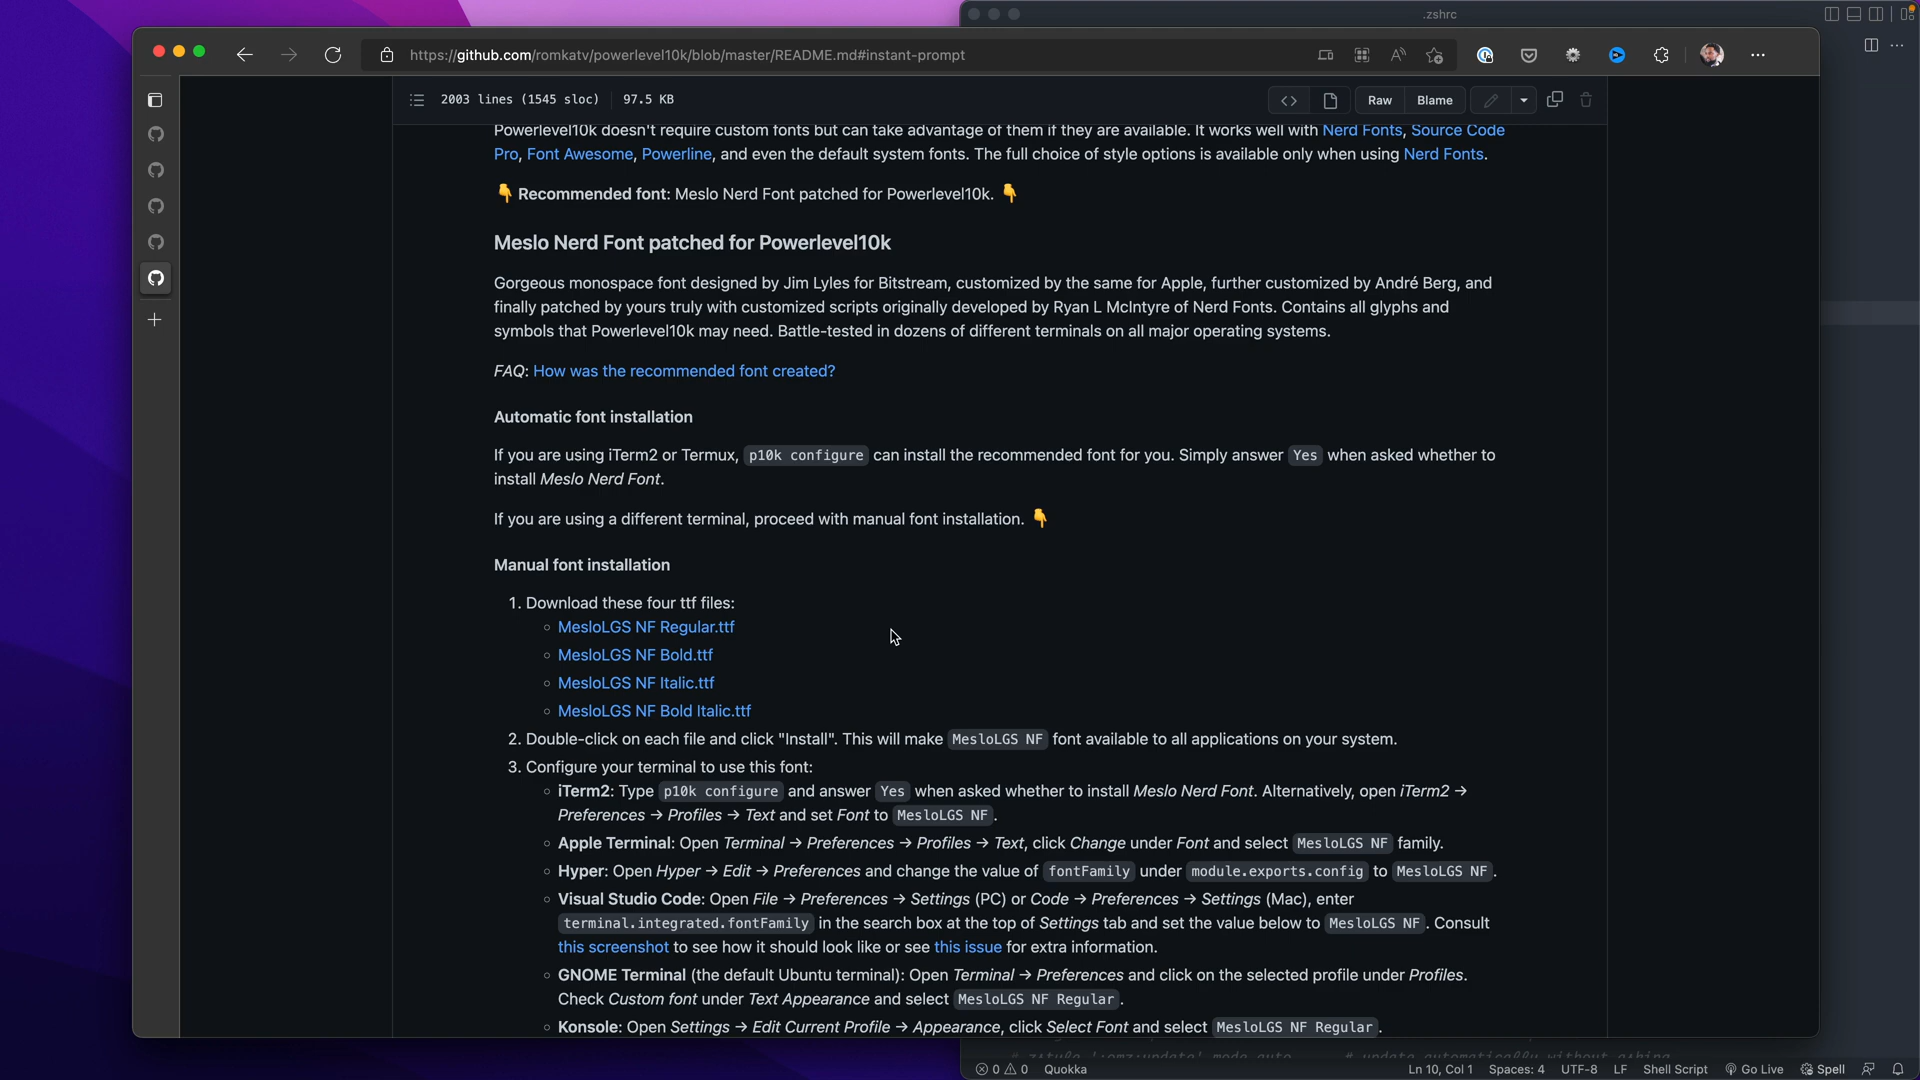 .zshrc
https://github.com/romkatv/powerlevel10k/blob/master/README.md#instant-prompt
2003 lines (1545 sloc) 97.5 KB
Raw Blame
Powerlevel10k doesn't require custom fonts but can take advantage of them if they are available. It works well with Nerd Fonts, Source Code
Pro, Font Awesome, Powerline, and even the default system fonts. The full choice of style options is available only when using Nerd Fonts.
👇 Recommended font: Meslo Nerd Font patched for Powerlevel10k. 👇
Meslo Nerd Font patched for Powerlevel10k
Gorgeous monospace font designed by Jim Lyles for Bitstream, customized by the same for Apple, further customized by André Berg, and
finally patched by yours truly with customized scripts originally developed by Ryan L McIntyre of Nerd Fonts. Contains all glyphs and
symbols that Powerlevel10k may need. Battle-tested in dozens of different terminals on all major operating systems.
FAQ: How was the recommended font created?
Automatic font installation
If you are using iTerm2 or Termux, p10k configure can install the recommended font for you. Simply answer Yes when asked whether to
install Meslo Nerd Font.
If you are using a different terminal, proceed with manual font installation. 👇
Manual font installation
1. Download these four ttf files:
MesloLGS NF Regular.ttf
MesloLGS NF Bold.ttf
MesloLGS NF Italic.ttf
MesloLGS NF Bold Italic.ttf
2. Double-click on each file and click "Install". This will make MesloLGS NF font available to all applications on your system.
3. Configure your terminal to use this font:
iTerm2: Type p10k configure and answer Yes when asked whether to install Meslo Nerd Font. Alternatively, open iTerm2 →
Preferences → Profiles → Text and set Font to MesloLGS NF.
Apple Terminal: Open Terminal → Preferences → Profiles → Text, click Change under Font and select MesloLGS NF family.
Hyper: Open Hyper → Edit → Preferences and change the value of fontFamily under module.exports.config to MesloLGS NF.
Visual Studio Code: Open File → Preferences → Settings (PC) or Code → Preferences → Settings (Mac), enter
terminal.integrated.fontFamily in the search box at the top of Settings tab and set the value below to MesloLGS NF. Consult
this screenshot to see how it should look like or see this issue for extra information.
GNOME Terminal (the default Ubuntu terminal): Open Terminal → Preferences and click on the selected profile under Profiles.
Check Custom font under Text Appearance and select MesloLGS NF Regular.
Konsole: Open Settings → Edit Current Profile → Appearance, click Select Font and select MesloLGS NF Regular.
# zstyle ':omz:update' mode auto # update automatically without asking
0 0 Quokka Ln 10, Col 1 Spaces: 4 UTF-8 LF Shell Script Go Live Spell